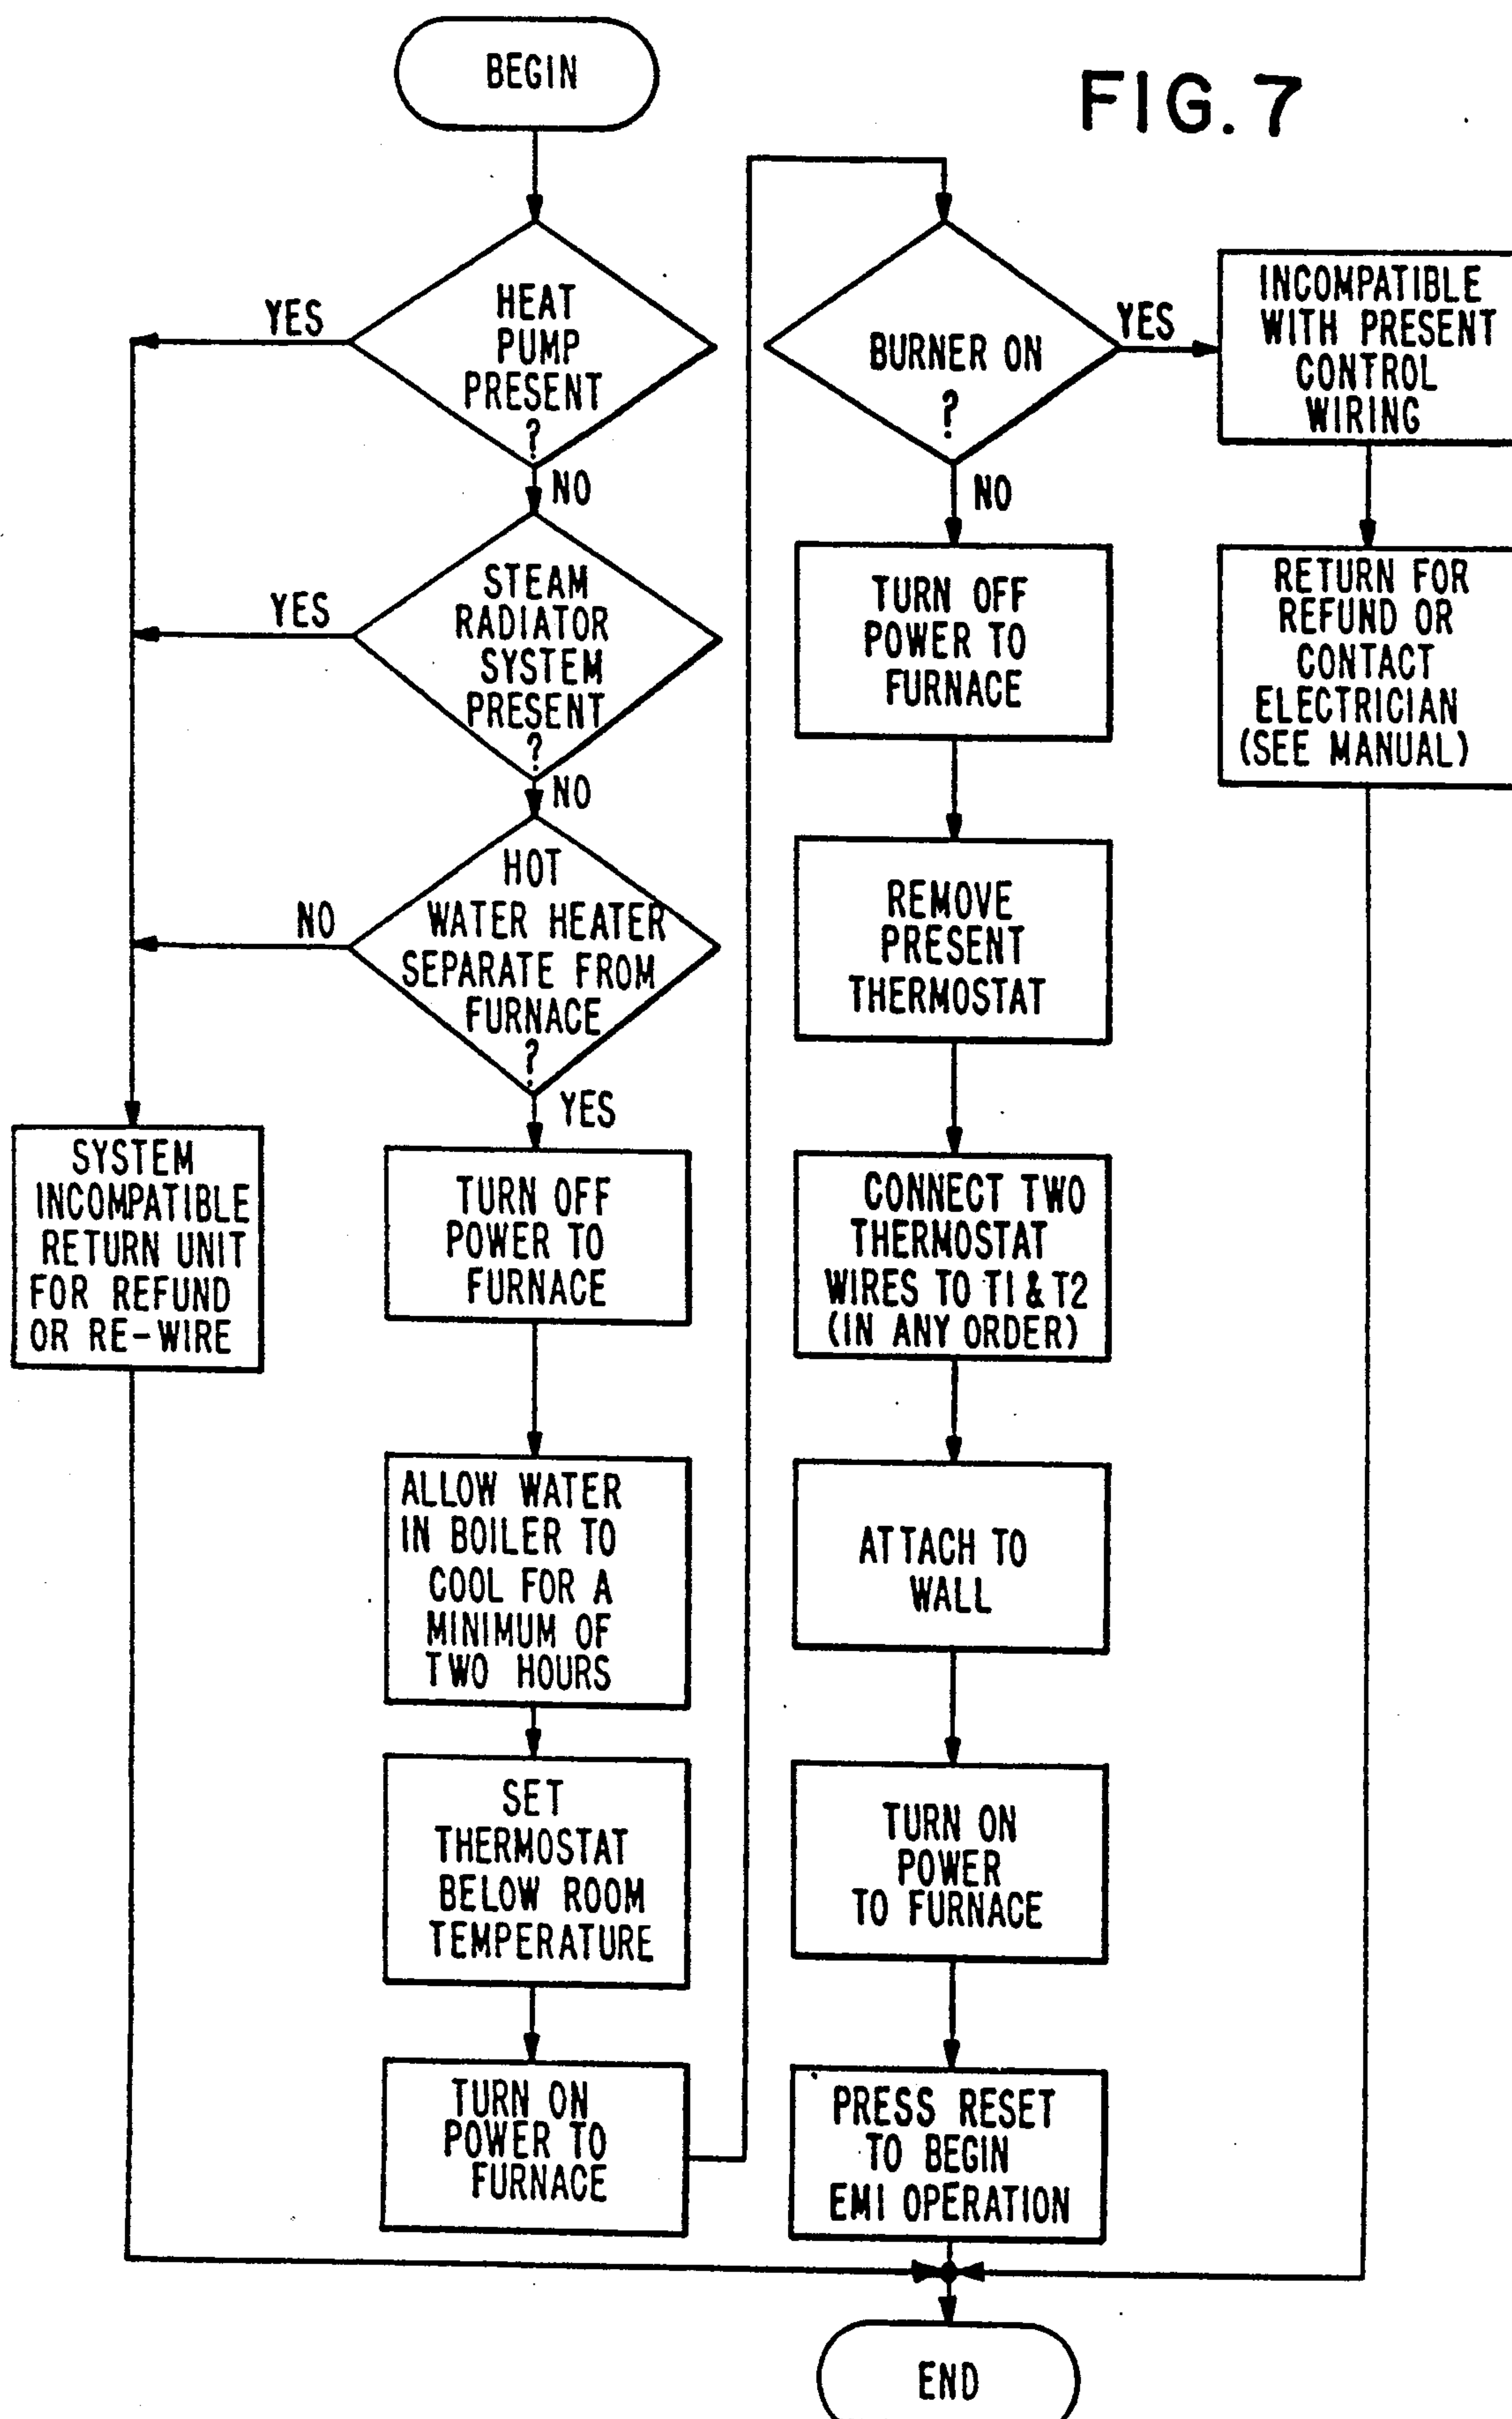 BEGIN
FIG. 7
HEAT
PUMP
PRESENT
?
YES
NO
STEAM
RADIATOR
SYSTEM
PRESENT
?
YES
NO
HOT
WATER HEATER
SEPARATE FROM
FURNACE
?
NO
YES
SYSTEM
INCOMPATIBLE
RETURN UNIT
FOR REFUND
OR RE-WIRE
TURN OFF
POWER TO
FURNACE
ALLOW WATER
IN BOILER TO
COOL FOR A
MINIMUM OF
TWO HOURS
SET
THERMOSTAT
BELOW ROOM
TEMPERATURE
TURN ON
POWER TO
FURNACE
BURNER ON
?
YES
NO
INCOMPATIBLE
WITH PRESENT
CONTROL
WIRING
RETURN FOR
REFUND OR
CONTACT
ELECTRICIAN
(SEE MANUAL)
TURN OFF
POWER TO
FURNACE
REMOVE
PRESENT
THERMOSTAT
CONNECT TWO
THERMOSTAT
WIRES TO T1 & T2
(IN ANY ORDER)
ATTACH TO
WALL
TURN ON
POWER
TO FURNACE
PRESS RESET
TO BEGIN
EMI OPERATION
END